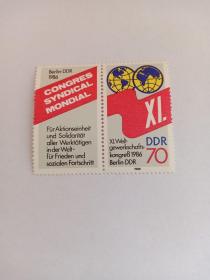 Berlin·DDR
1986
CONGRES
SYNDICAL
MONDIAL
Für Aktionseinheit
und Solidarität
aller Werktätigen
in der Welt-
für Frieden und
sozialen Fortschritt
XI.
XI. Welt-
gewerkschafts-
kongreß 1986
Berlin DDR
DDR
70